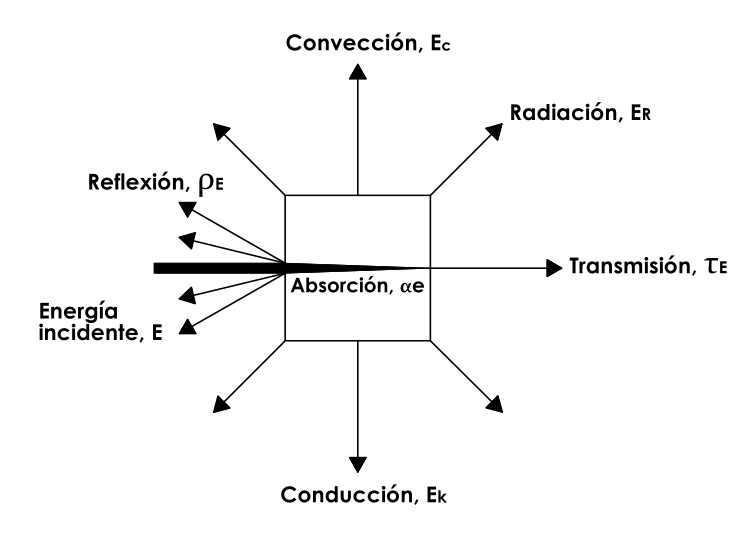 Convección, Ec
Radiación, ER
Reflexión, ρE
Transmisión, τE
Absorción, αe
Energía
incidente, E
Conducción, Ek